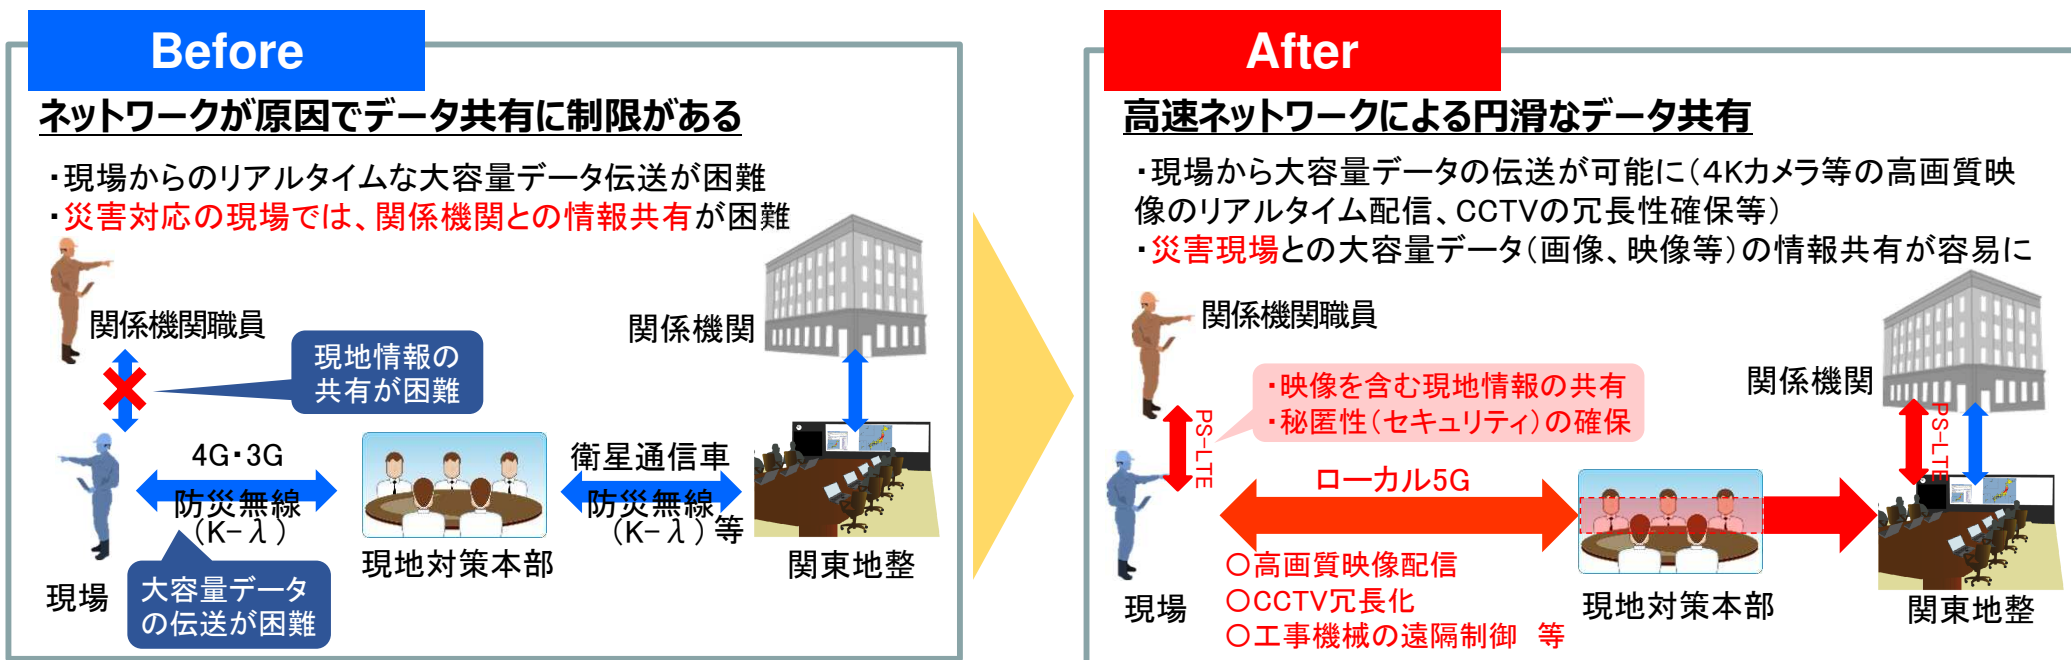 Before
ネットワークが原因でデータ共有に制限がある
・現場からのリアルタイムな大容量データ伝送が困難
・災害対応の現場では、関係機関との情報共有が困難
関係機関職員
関係機関
現地情報の
共有が困難
4G・3G
防災無線
(K-λ)
衛星通信車
防災無線
(K-λ)等
現場
大容量データ
の伝送が困難
現地対策本部
関東地整
After
高速ネットワークによる円滑なデータ共有
・現場から大容量データの伝送が可能に(4Kカメラ等の高画質映
像のリアルタイム配信、CCTVの冗長性確保等)
・災害現場との大容量データ(画像、映像等)の情報共有が容易に
関係機関職員
関係機関
・映像を含む現地情報の共有
・秘匿性(セキュリティ)の確保
PS-LTE
PS-LTE
ローカル5G
○高画質映像配信
○CCTV冗長化
○工事機械の遠隔制御 等
現場
現地対策本部
関東地整